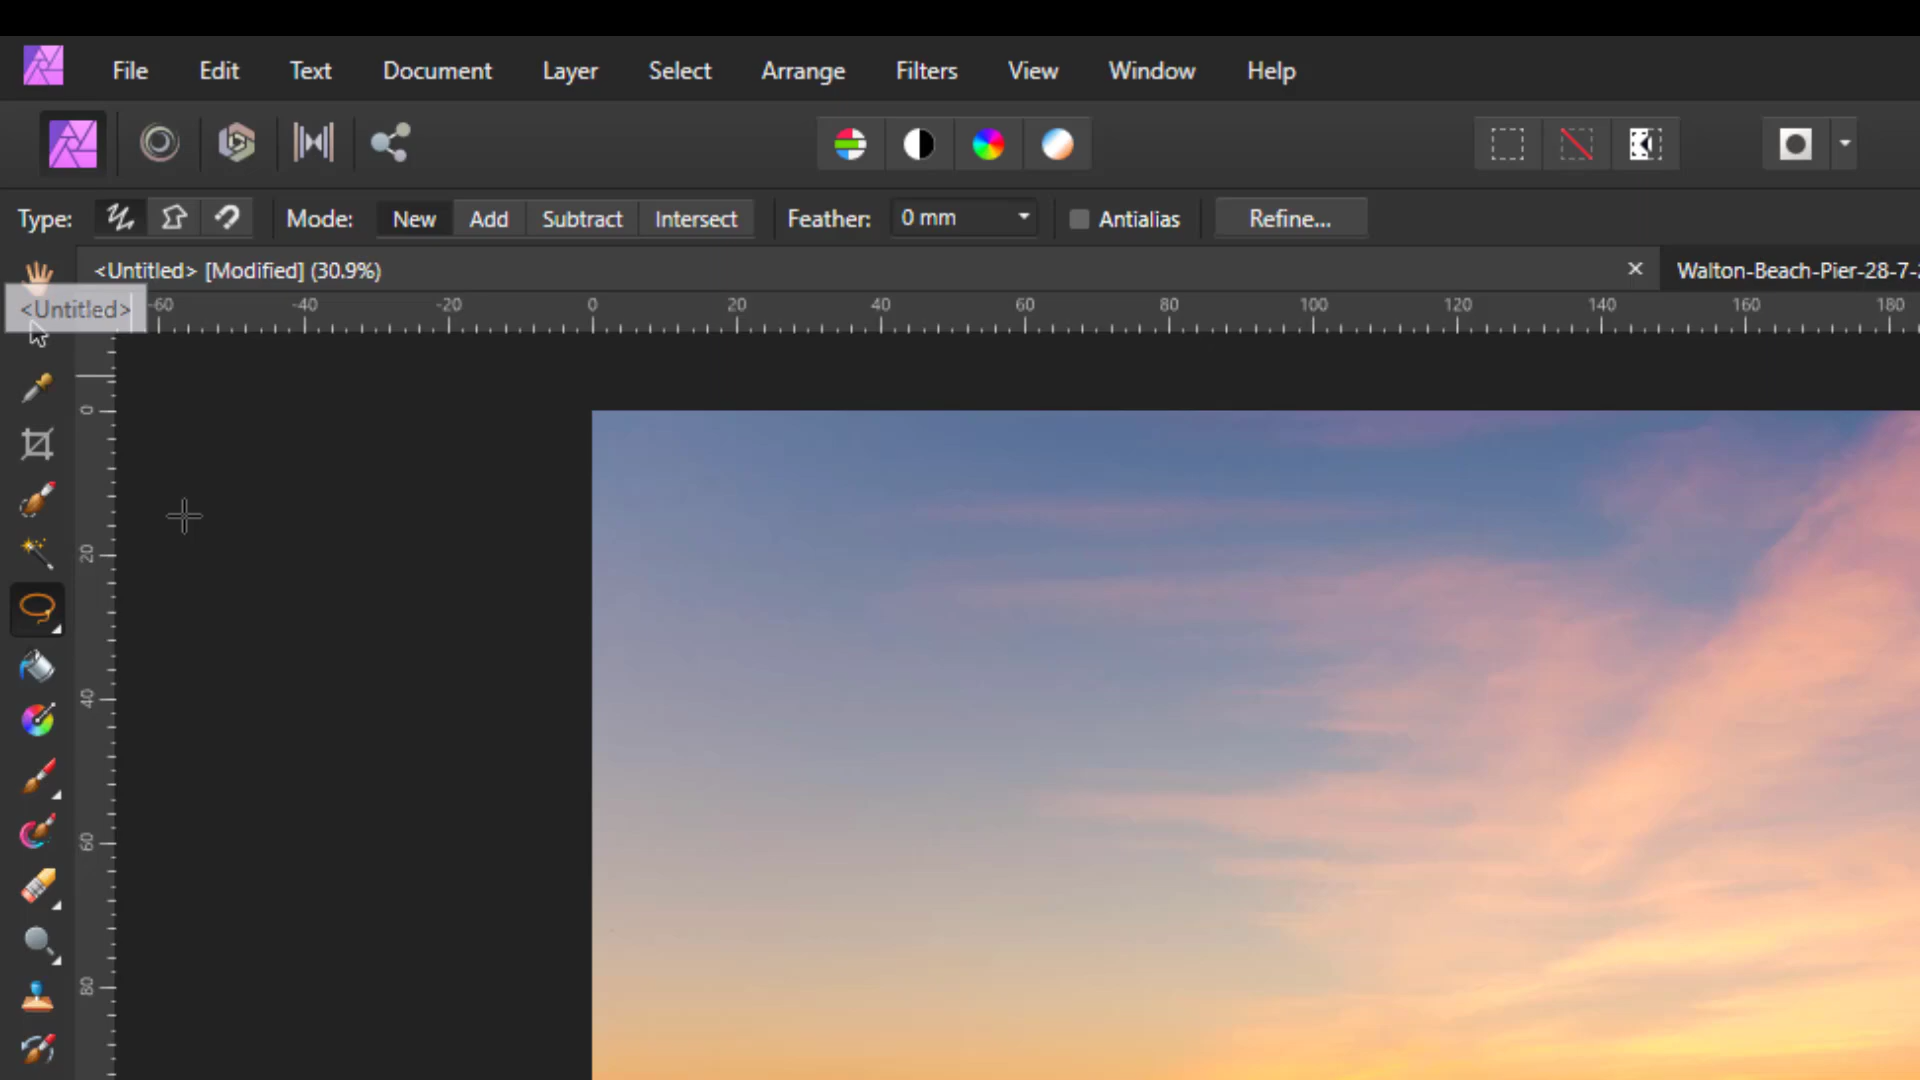 File Edit Text Document Layer Select Arrange Filters View Window Help
Type: Mode: New Add Subtract Intersect Feather: 0 mm Antialias Refine...
<Untitled> [Modified] (30.9%) Walton-Beach-Pier-28-7-
<Untitled>
-60 -40 -20 0 20 40 60 80 100 120 140 160 180
0
20
40
60
80